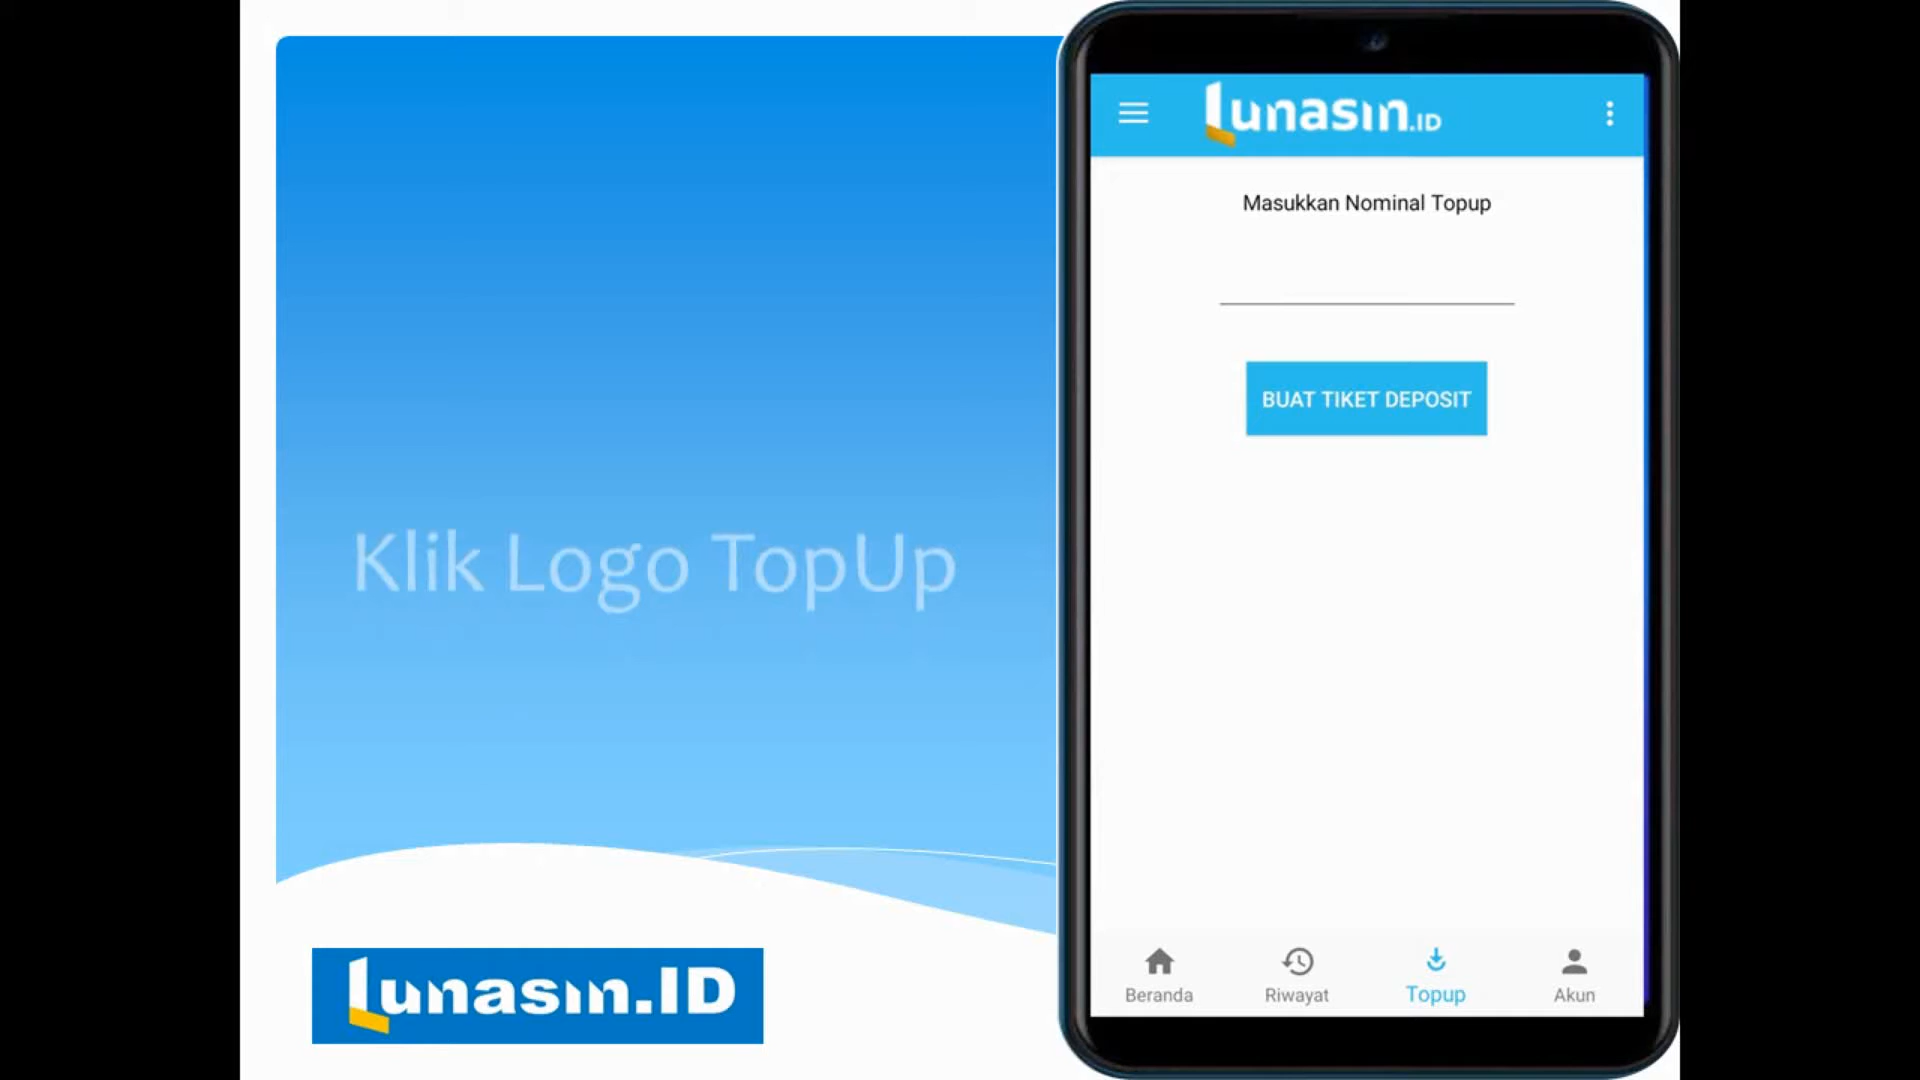 Klik Logo TopUp
Lunasin.ID
Lunasin.ID
Masukkan Nominal Topup
BUAT TIKET DEPOSIT
Beranda
Riwayat
Topup
Akun